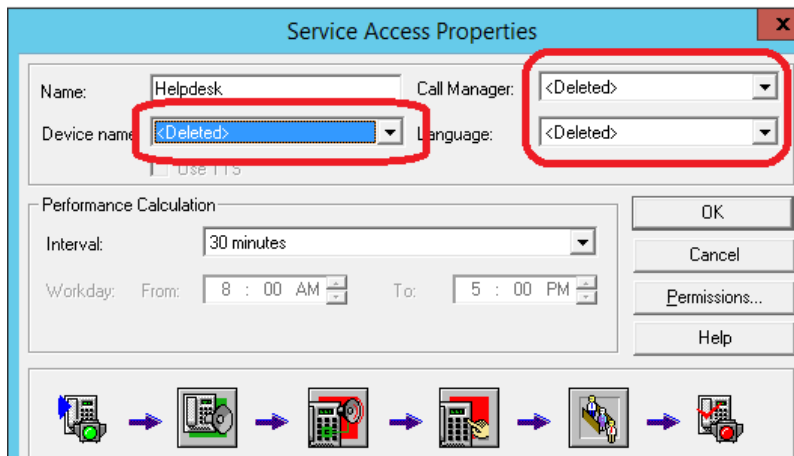 Service Access Properties
x
Name: Helpdesk Call Manager: <Deleted>
Device name <Deleted> Language: <Deleted>
Use TTS
Performance Calculation
Interval: 30 minutes
Workday: From: 8 : 00 AM To: 5 : 00 PM
OK
Cancel
Permissions...
Help